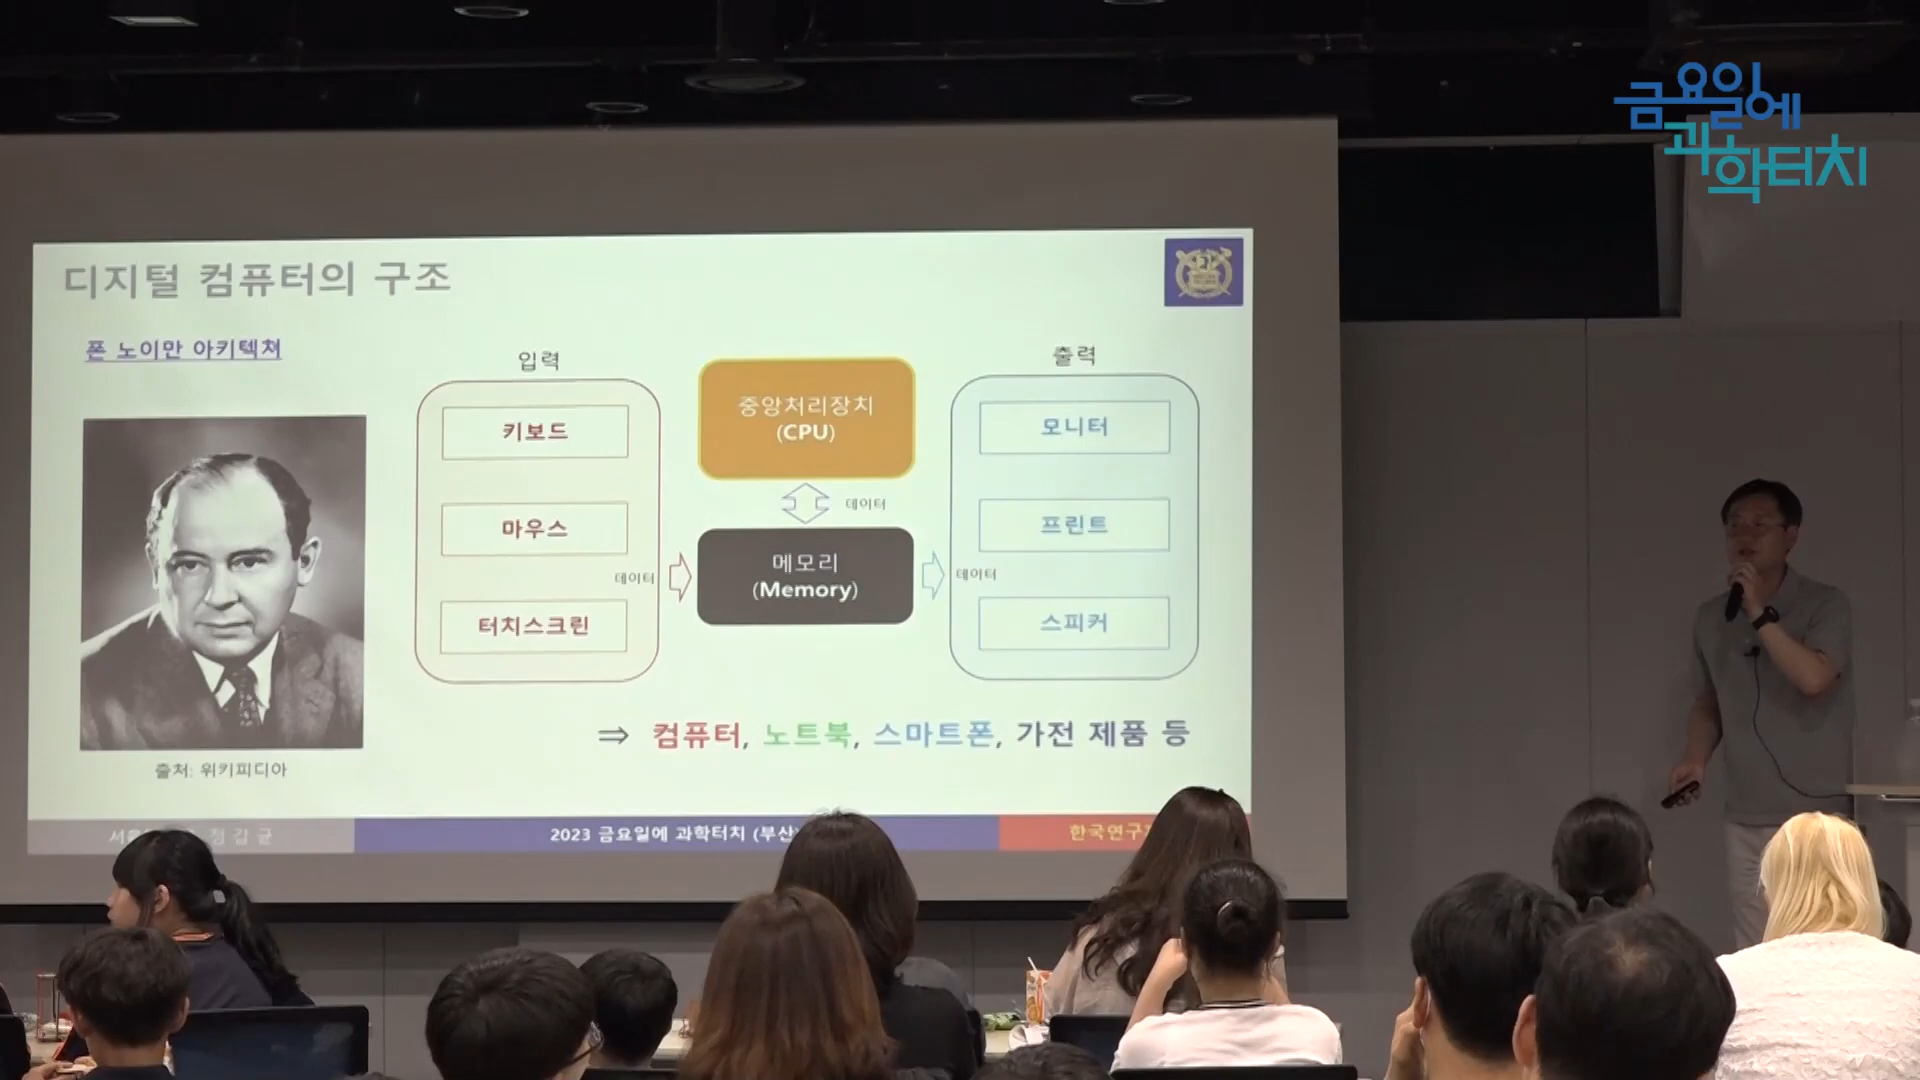 금요일에
과학터치
디지털 컴퓨터의 구조
폰 노이만 아키텍쳐
출처: 위키피디아
입력
키보드
마우스
터치스크린
데이터
중앙처리장치
(CPU)
데이터
메모리
(Memory)
출력
모니터
프린트
스피커
데이터
⇒ 컴퓨터, 노트북, 스마트폰, 가전 제품 등
정길균
2023 금요일에 과학터치 (부산
한국연구